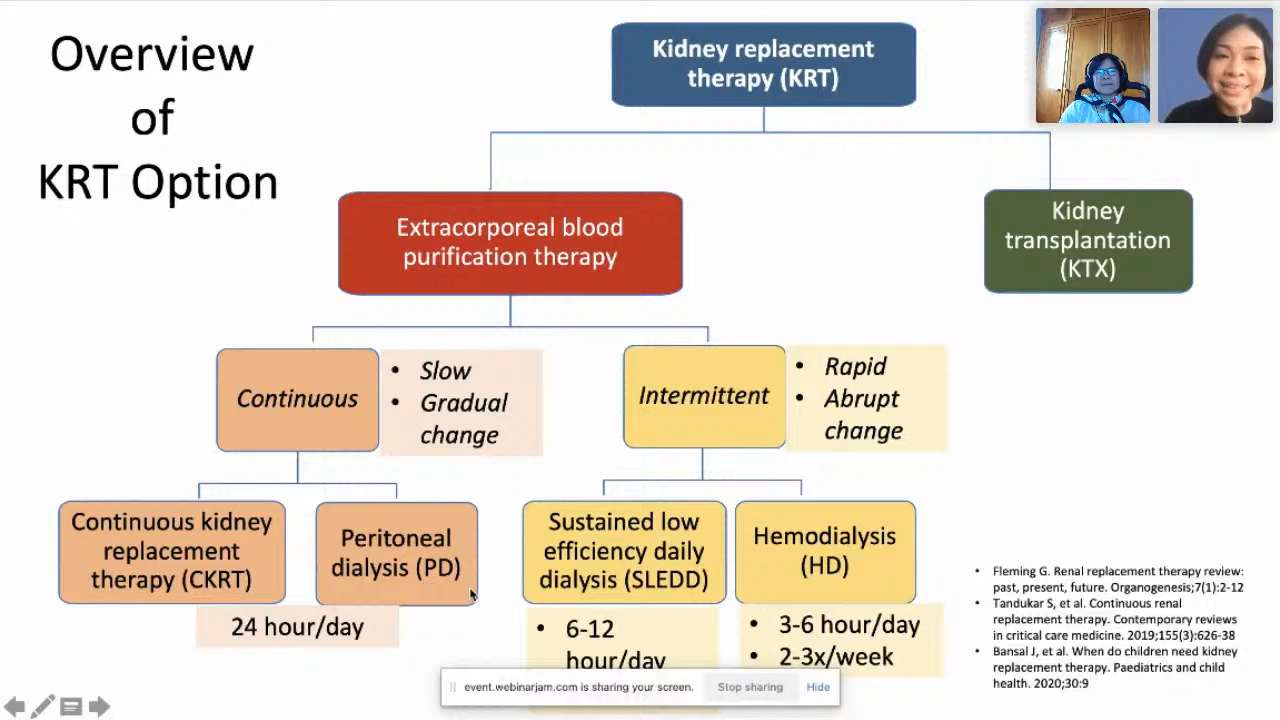 Overview
of
KRT Option
Kidney replacement
therapy (KRT)
Extracorporeal blood
purification therapy
Kidney
transplantation
(KTX)
Continuous
• Slow
• Gradual
change
Intermittent
• Rapid
• Abrupt
change
Continuous kidney
replacement
therapy (CKRT)
Peritoneal
dialysis (PD)
24 hour/day
Sustained low
efficiency daily
dialysis (SLEDD)
• 6-12
hour/day
Hemodialysis
(HD)
• 3-6 hour/day
• 2-3x/week
• Fleming G. Renal replacement therapy review:
past, present, future. Organogenesis;7(1):2-12
• Tandukar S, et al. Continuous renal
replacement therapy. Contemporary reviews
in critical care medicine. 2019;155(3):626-38
• Bansal J, et al. When do children need kidney
replacement therapy. Paediatrics and child
health. 2020;30:9
event.webinarjam.com is sharing your screen.
Stop sharing
Hide